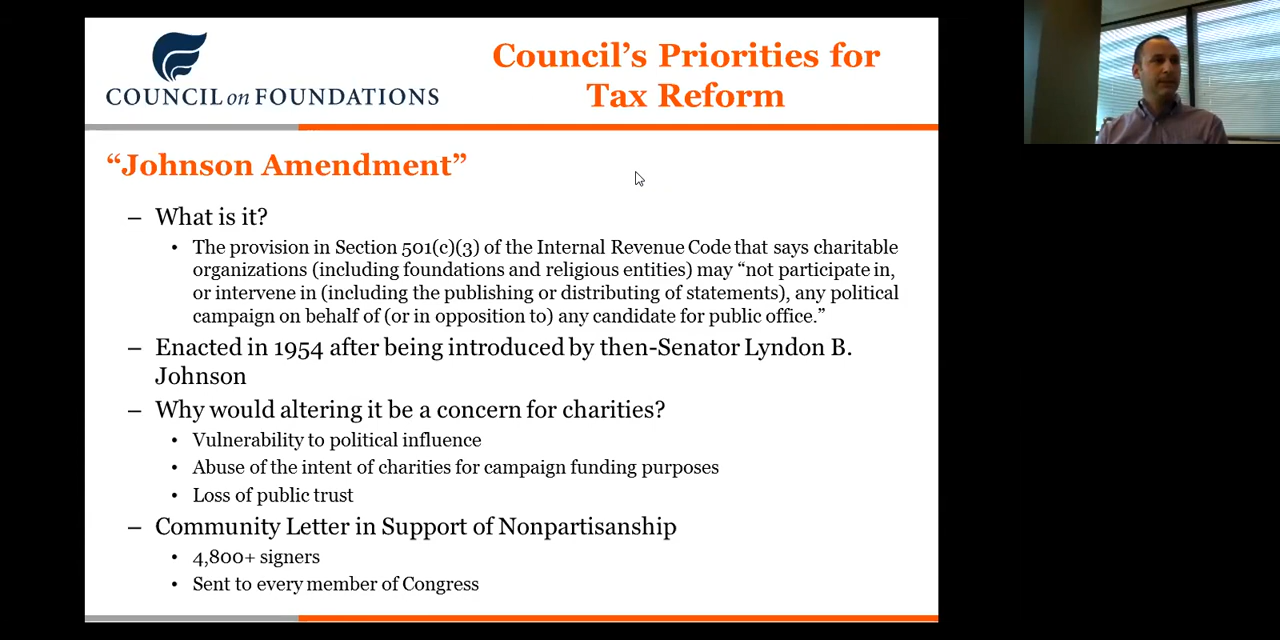 COUNCIL on FOUNDATIONS
Council’s Priorities for
Tax Reform
“Johnson Amendment”
– What is it?
• The provision in Section 501(c)(3) of the Internal Revenue Code that says charitable
organizations (including foundations and religious entities) may “not participate in,
or intervene in (including the publishing or distributing of statements), any political
campaign on behalf of (or in opposition to) any candidate for public office.”
– Enacted in 1954 after being introduced by then-Senator Lyndon B.
Johnson
– Why would altering it be a concern for charities?
• Vulnerability to political influence
• Abuse of the intent of charities for campaign funding purposes
• Loss of public trust
– Community Letter in Support of Nonpartisanship
• 4,800+ signers
• Sent to every member of Congress